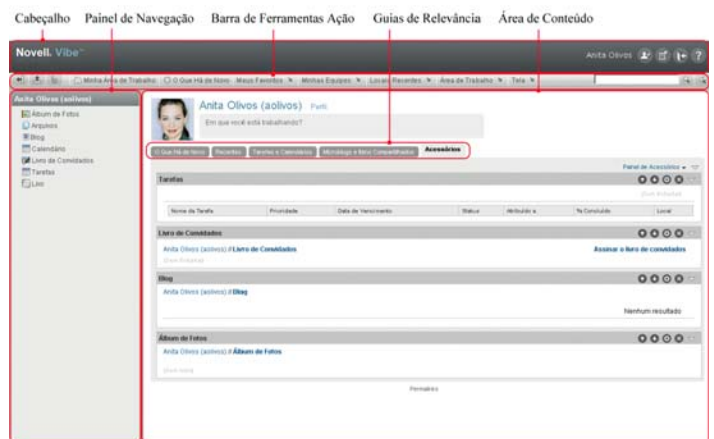 Cabeçalho Painel de Navegação Barra de Ferramentas Ação Guias de Relevância Área de Conteúdo
Novell. Vibe Anita Olivos
Minha Área de Trabalho O Que Há de Novo Meus Favoritos Minhas Equipes Locais Recentes Área de Trabalho Tela
Anita Olivos (aolivos)
Álbum de Fotos
Arquivos
Blog
Calendário
Livro de Convidados
Tarefas
Lixo
Anita Olivos (aolivos) Perfil
Em que você está trabalhando?
O Que Há de Novo Recentes Tarefas e Calendários Microblogs e Itens Compartilhados Acessórios
Painel de Acessórios
Tarefas
Nome da Tarefa Prioridade Data de Vencimento Status Atribuído a: % Concluído Local
Livro de Convidados
Anita Olivos (aolivos) // Livro de Convidados Assinar o livro de convidados
Blog
Anita Olivos (aolivos) // Blog
Nenhum resultado
Álbum de Fotos
Anita Olivos (aolivos) // Álbum de Fotos
Permalinks